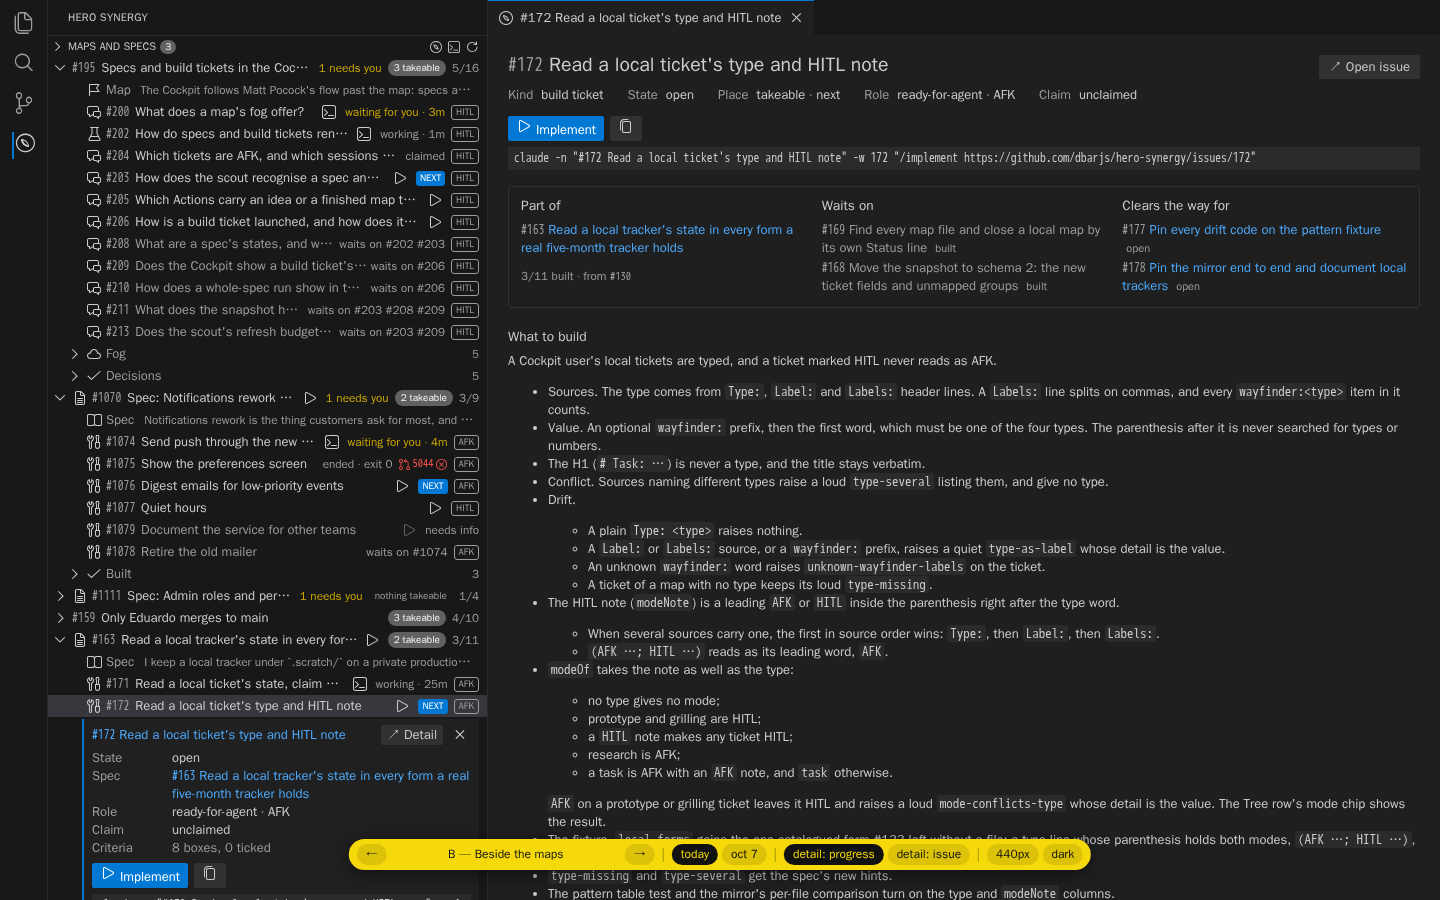 HERO SYNERGY
MAPS AND SPECS 3
#195 Specs and build tickets in the Coc··· 1 needs you 3 takeable 5/16
Map The Cockpit follows Matt Pocock's flow past the map: specs a···
#200 What does a map's fog offer? waiting for you · 3m HITL
#202 How do specs and build tickets ren··· working · 1m HITL
#204 Which tickets are AFK, and which sessions ··· claimed HITL
#203 How does the scout recognise a spec an··· NEXT HITL
#205 Which Actions carry an idea or a finished map t··· HITL
#206 How is a build ticket launched, and how does it··· HITL
#208 What are a spec's states, and w··· waits on #202 #203 HITL
#209 Does the Cockpit show a build ticket's··· waits on #206 HITL
#210 How does a whole-spec run show in t··· waits on #206 HITL
#211 What does the snapshot h··· waits on #203 #208 #209 HITL
#213 Does the scout's refresh budget··· waits on #203 #209 HITL
Fog 5
Decisions 5
#1070 Spec: Notifications rework ··· 1 needs you 2 takeable 3/9
Spec Notifications rework is the thing customers ask for most, and ···
#1074 Send push through the new ··· waiting for you · 4m AFK
#1075 Show the preferences screen ended · exit 0 5044 AFK
#1076 Digest emails for low-priority events NEXT AFK
#1077 Quiet hours HITL
#1079 Document the service for other teams needs info
#1078 Retire the old mailer waits on #1074 AFK
Built 3
#1111 Spec: Admin roles and per··· 1 needs you nothing takeable 1/4
#159 Only Eduardo merges to main 3 takeable 4/10
#163 Read a local tracker's state in every for··· 2 takeable 3/11
Spec I keep a local tracker under `.scratch/` on a private productio···
#171 Read a local ticket's state, claim ··· working · 25m AFK
#172 Read a local ticket's type and HITL note NEXT AFK
#172 Read a local ticket's type and HITL note ↗ Detail ×
State open
Spec #163 Read a local tracker's state in every form a real
five-month tracker holds
Role ready-for-agent · AFK
Claim unclaimed
Criteria 8 boxes, 0 ticked
Implement
#172 Read a local ticket's type and HITL note ×
#172 Read a local ticket's type and HITL note
↗ Open issue
Kind build ticket State open Place takeable · next Role ready-for-agent · AFK Claim unclaimed
Implement
claude -n "#172 Read a local ticket's type and HITL note" -w 172 "/implement https://github.com/dbarjs/hero-synergy/issues/172"
Part of
#163 Read a local tracker's state in every form a
real five-month tracker holds
3/11 built · from #130
Waits on
#169 Find every map file and close a local map by
its own Status line built
#168 Move the snapshot to schema 2: the new
ticket fields and unmapped groups built
Clears the way for
#177 Pin every drift code on the pattern fixture
open
#178 Pin the mirror end to end and document local
trackers open
What to build
A Cockpit user's local tickets are typed, and a ticket marked HITL never reads as AFK.
• Sources. The type comes from Type:, Label: and Labels: header lines. A Labels: line splits on commas, and every wayfinder:<type> item in it
counts.
• Value. An optional wayfinder: prefix, then the first word, which must be one of the four types. The parenthesis after it is never searched for types or
numbers.
• The H1 (# Task: ···) is never a type, and the title stays verbatim.
• Conflict. Sources naming different types raise a loud type-several listing them, and give no type.
• Drift.
◦ A plain Type: <type> raises nothing.
◦ A Label: or Labels: source, or a wayfinder: prefix, raises a quiet type-as-label whose detail is the value.
◦ An unknown wayfinder: word raises unknown-wayfinder-labels on the ticket.
◦ A ticket of a map with no type keeps its loud type-missing.
• The HITL note (modeNote) is a leading AFK or HITL inside the parenthesis right after the type word.
◦ When several sources carry one, the first in source order wins: Type:, then Label:, then Labels:.
◦ (AFK ···; HITL ···) reads as its leading word, AFK.
• modeOf takes the note as well as the type:
◦ no type gives no mode;
◦ prototype and grilling are HITL;
◦ a HITL note makes any ticket HITL;
◦ research is AFK;
◦ a task is AFK with an AFK note, and task otherwise.
AFK on a prototype or grilling ticket leaves it HITL and raises a loud mode-conflicts-type whose detail is the value. The Tree row's mode chip shows
the result.
• The fixture local-forms gains the one catalogued form #133 left without a file: a type line whose parenthesis holds both modes, (AFK ···; HITL ···),
← B — Beside the maps → today oct 7 detail: progress detail: issue 440px dark
• type-missing and type-several get the spec's new hints.
• The pattern table test and the mirror's per-file comparison turn on the type and modeNote columns.